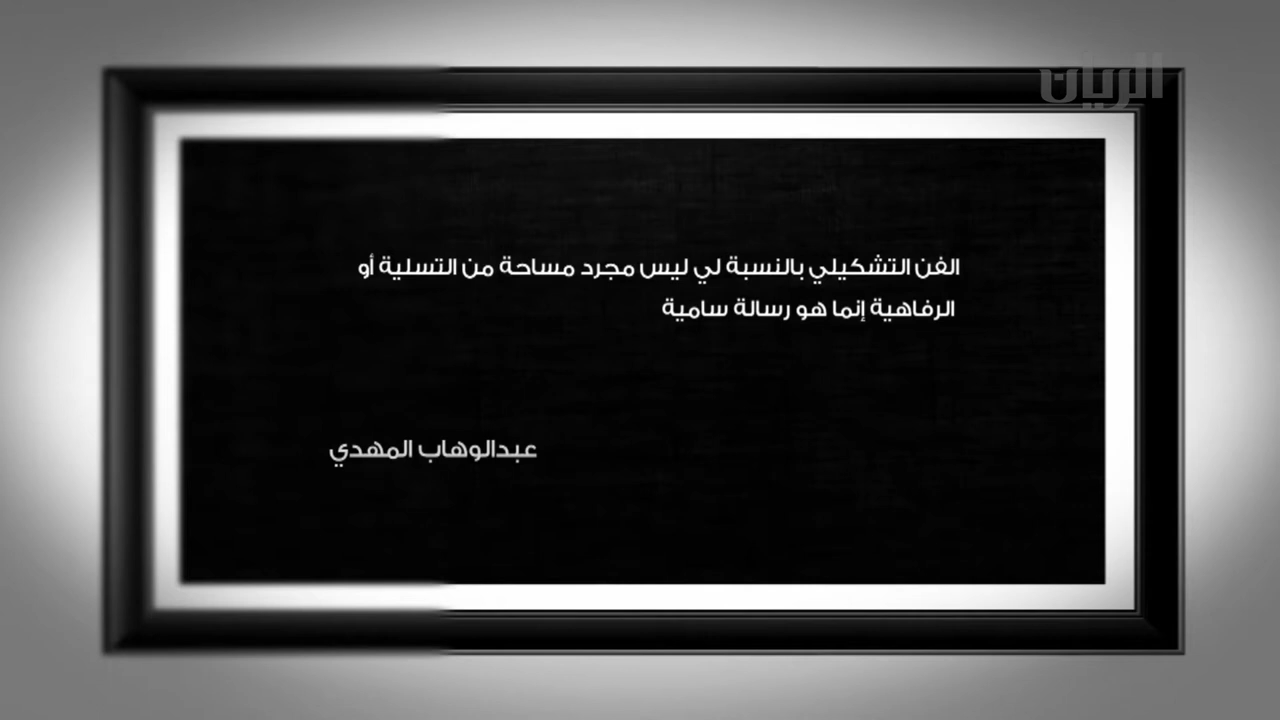 الريان
الفن التشكيلي بالنسبة لي ليس مجرد مساحة من التسلية أو
الرفاهية إنما هو رسالة سامية
عبدالوهاب المهدي